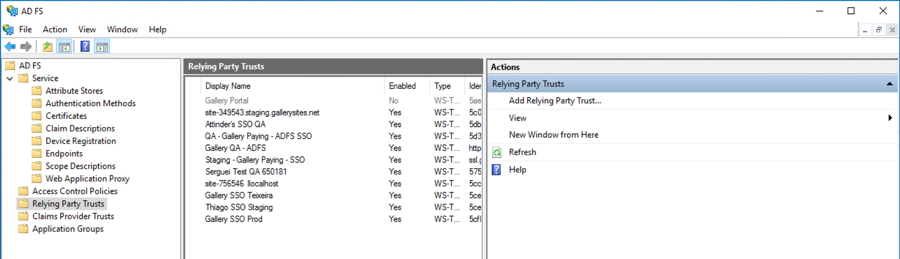 AD FS
File Action View Window Help
AD FS
Service
Attribute Stores
Authentication Methods
Certificates
Claim Descriptions
Device Registration
Endpoints
Scope Descriptions
Web Application Proxy
Access Control Policies
Relying Party Trusts
Claims Provider Trusts
Application Groups
Relying Party Trusts
Display Name Enabled Type Iden
Gallery Portal No WS-T... 5ae
site-349543.staging.gallerysites.net Yes WS-T... 5c0
Attinder's SSO QA Yes WS-T... 5db
QA - Gallery Paying - ADFS SSO Yes WS-T... 5d3
Gallery QA - ADFS Yes WS-T... http
Staging - Gallery Paying - SSO Yes WS-T... ssl.g
Serguei Test QA 650181 Yes WS-T... 575
site-756546 localhost Yes WS-T... 5cc
Gallery SSO Teixeira Yes WS-T... 5cc
Thiago SSO Staging Yes WS-T...
Gallery SSO Prod Yes WS-T... 5cf8
Actions
Relying Party Trusts
Add Relying Party Trust...
View
New Window from Here
Refresh
Help